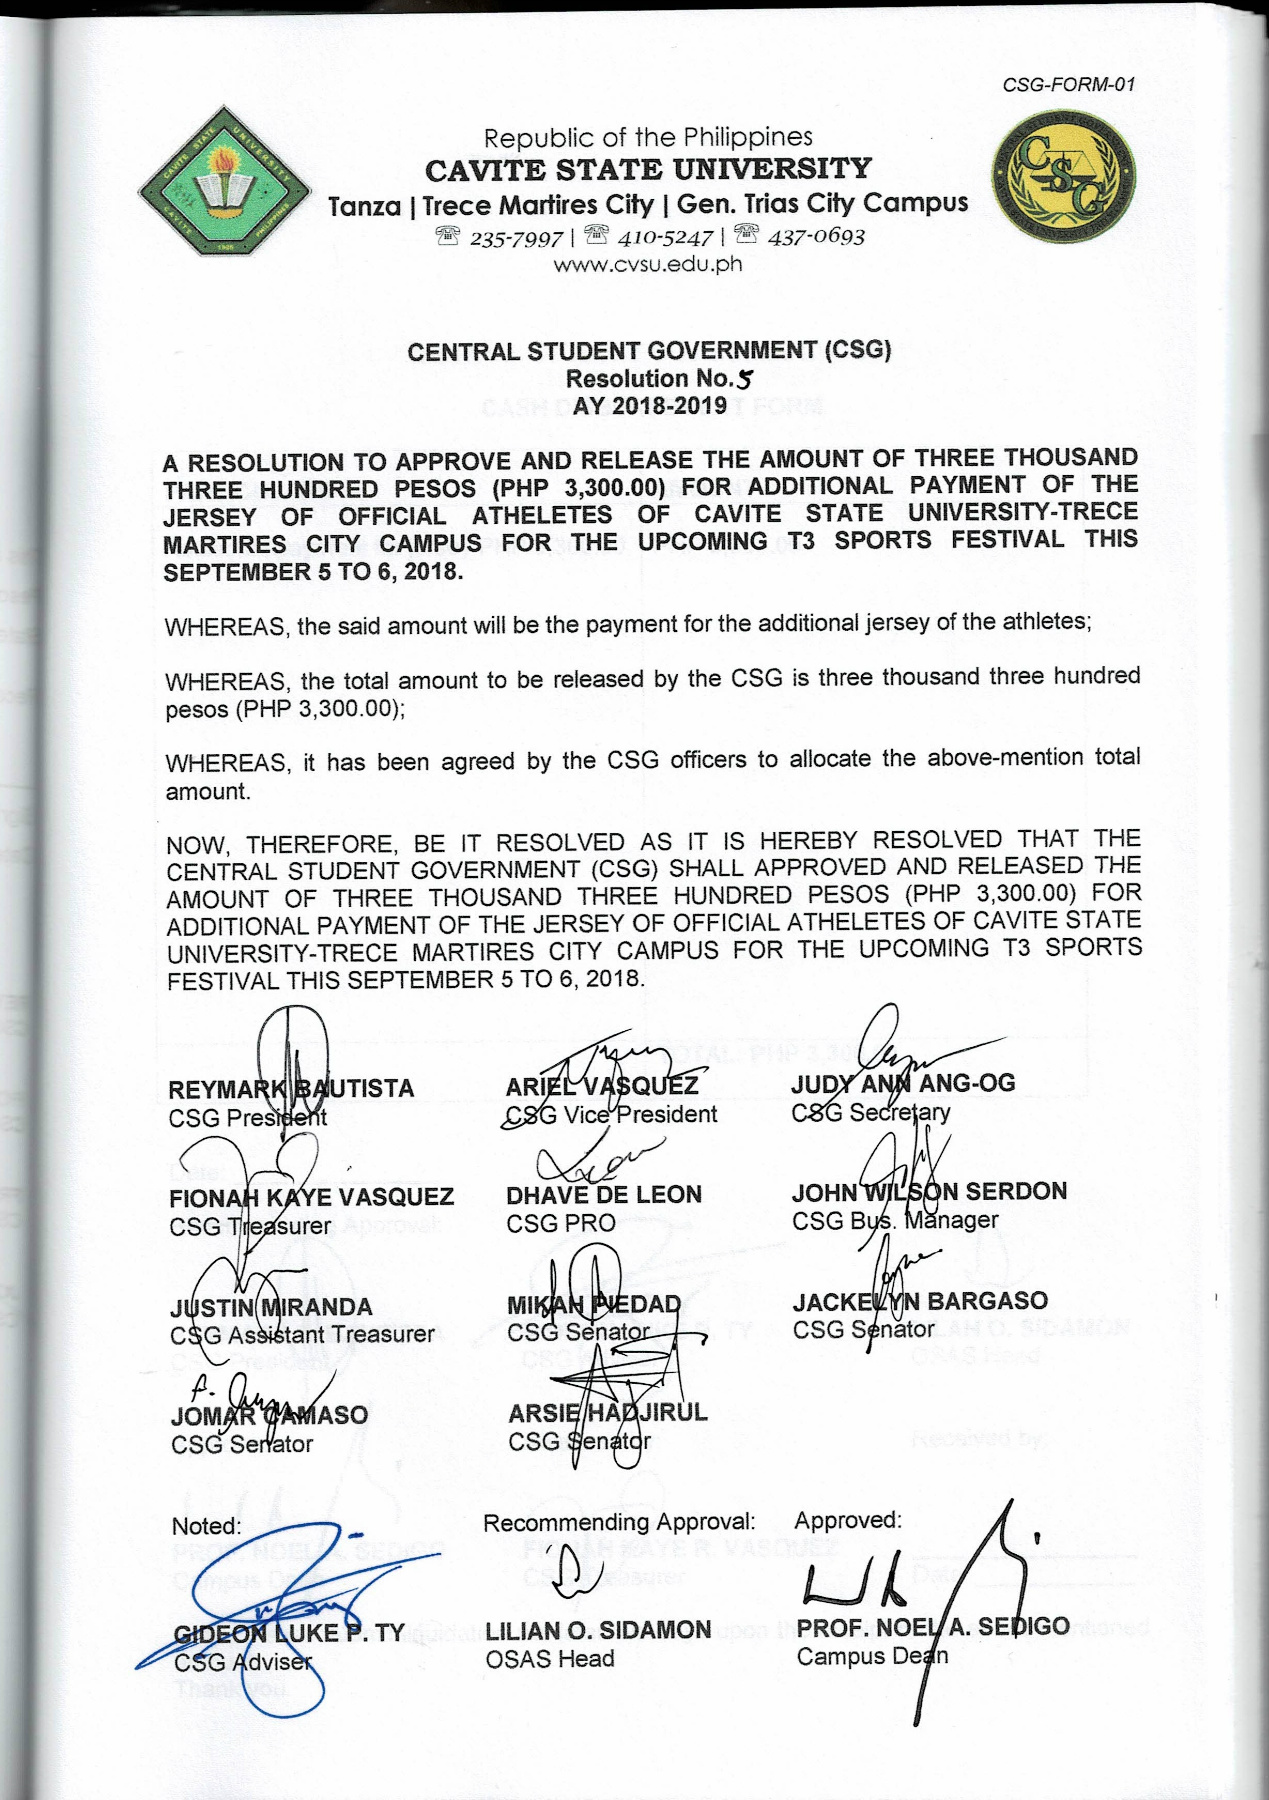 CSG-FORM-01
Republic of the Philippines
CAVITE STATE UNIVERSITY
Tanza | Trece Martires City | Gen. Trias City Campus
☏ 235-7997 | ☏ 410-5247 | ☏ 437-0693
www.cvsu.edu.ph
CENTRAL STUDENT GOVERNMENT (CSG)
Resolution No. 5
AY 2018-2019
A RESOLUTION TO APPROVE AND RELEASE THE AMOUNT OF THREE THOUSAND
THREE HUNDRED PESOS (PHP 3,300.00) FOR ADDITIONAL PAYMENT OF THE
JERSEY OF OFFICIAL ATHELETES OF CAVITE STATE UNIVERSITY-TRECE
MARTIRES CITY CAMPUS FOR THE UPCOMING T3 SPORTS FESTIVAL THIS
SEPTEMBER 5 TO 6, 2018.
WHEREAS, the said amount will be the payment for the additional jersey of the athletes;
WHEREAS, the total amount to be released by the CSG is three thousand three hundred
pesos (PHP 3,300.00);
WHEREAS, it has been agreed by the CSG officers to allocate the above-mention total
amount.
NOW, THEREFORE, BE IT RESOLVED AS IT IS HEREBY RESOLVED THAT THE
CENTRAL STUDENT GOVERNMENT (CSG) SHALL APPROVED AND RELEASED THE
AMOUNT OF THREE THOUSAND THREE HUNDRED PESOS (PHP 3,300.00) FOR
ADDITIONAL PAYMENT OF THE JERSEY OF OFFICIAL ATHELETES OF CAVITE STATE
UNIVERSITY-TRECE MARTIRES CITY CAMPUS FOR THE UPCOMING T3 SPORTS
FESTIVAL THIS SEPTEMBER 5 TO 6, 2018.
REYMARK BAUTISTA ARIEL VASQUEZ JUDY ANN ANG-OG
CSG President CSG Vice President CSG Secretary
FIONAH KAYE VASQUEZ DHAVE DE LEON JOHN WILSON SERDON
CSG Treasurer CSG PRO CSG Bus. Manager
JUSTIN MIRANDA MIKAH PIEDAD JACKELYN BARGASO
CSG Assistant Treasurer CSG Senator CSG Senator
JOMAR CAMASO ARSIE HADJIRUL
CSG Senator CSG Senator
Noted: Recommending Approval: Approved:
GIDEON LUKE P. TY LILIAN O. SIDAMON PROF. NOEL A. SEDIGO
CSG Adviser OSAS Head Campus Dean